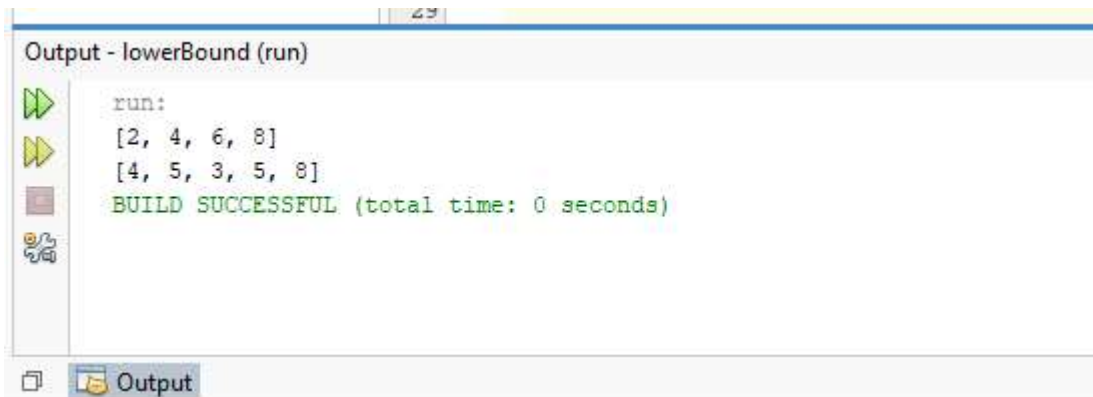 29
Output - lowerBound (run)
run:
[2, 4, 6, 8]
[4, 5, 3, 5, 8]
BUILD SUCCESSFUL (total time: 0 seconds)
Output